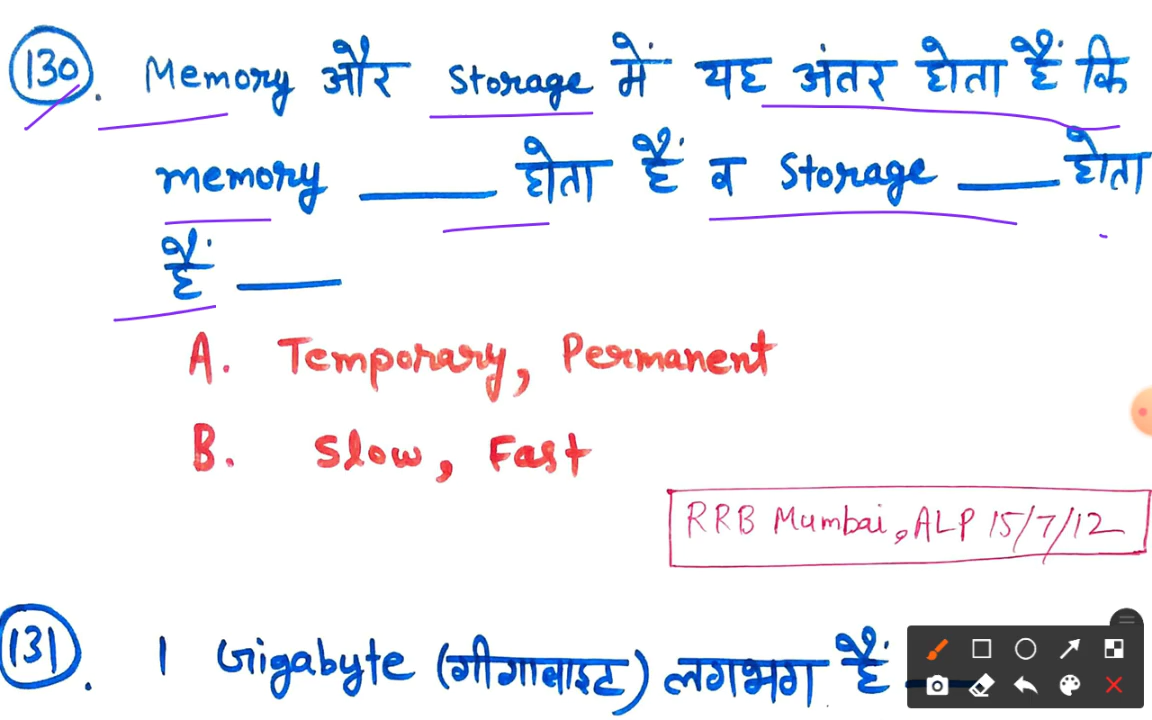 130. Memory और Storage में यह अंतर होता हैं कि
memory ______ होता हैं व Storage ____ होता
हैं ____
A. Temporary, Permanent
B. Slow, Fast
RRB Mumbai, ALP 15/7/12
131. 1 Gigabyte (गीगाबाइट) लगभग हैं ____